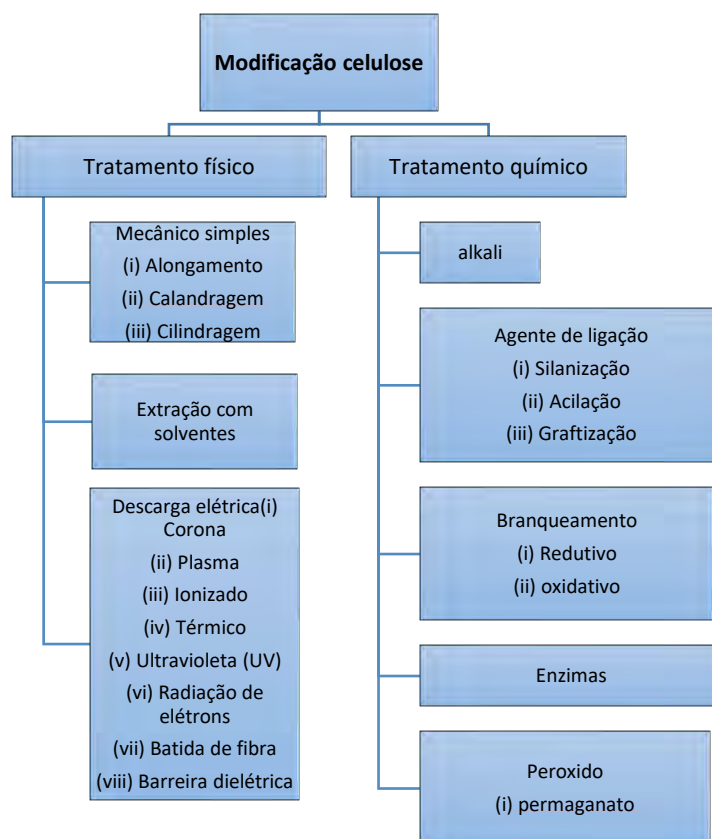 Modificação celulose
Tratamento físico
Mecânico simples
(i) Alongamento
(ii) Calandragem
(iii) Cilindragem
Extração com
solventes
Descarga elétrica(i)
Corona
(ii) Plasma
(iii) Ionizado
(iv) Térmico
(v) Ultravioleta (UV)
(vi) Radiação de
elétrons
(vii) Batida de fibra
(viii) Barreira dielétrica
Tratamento químico
alkali
Agente de ligação
(i) Silanização
(ii) Acilação
(iii) Graftização
Branqueamento
(i) Redutivo
(ii) oxidativo
Enzimas
Peroxido
(i) permaganato